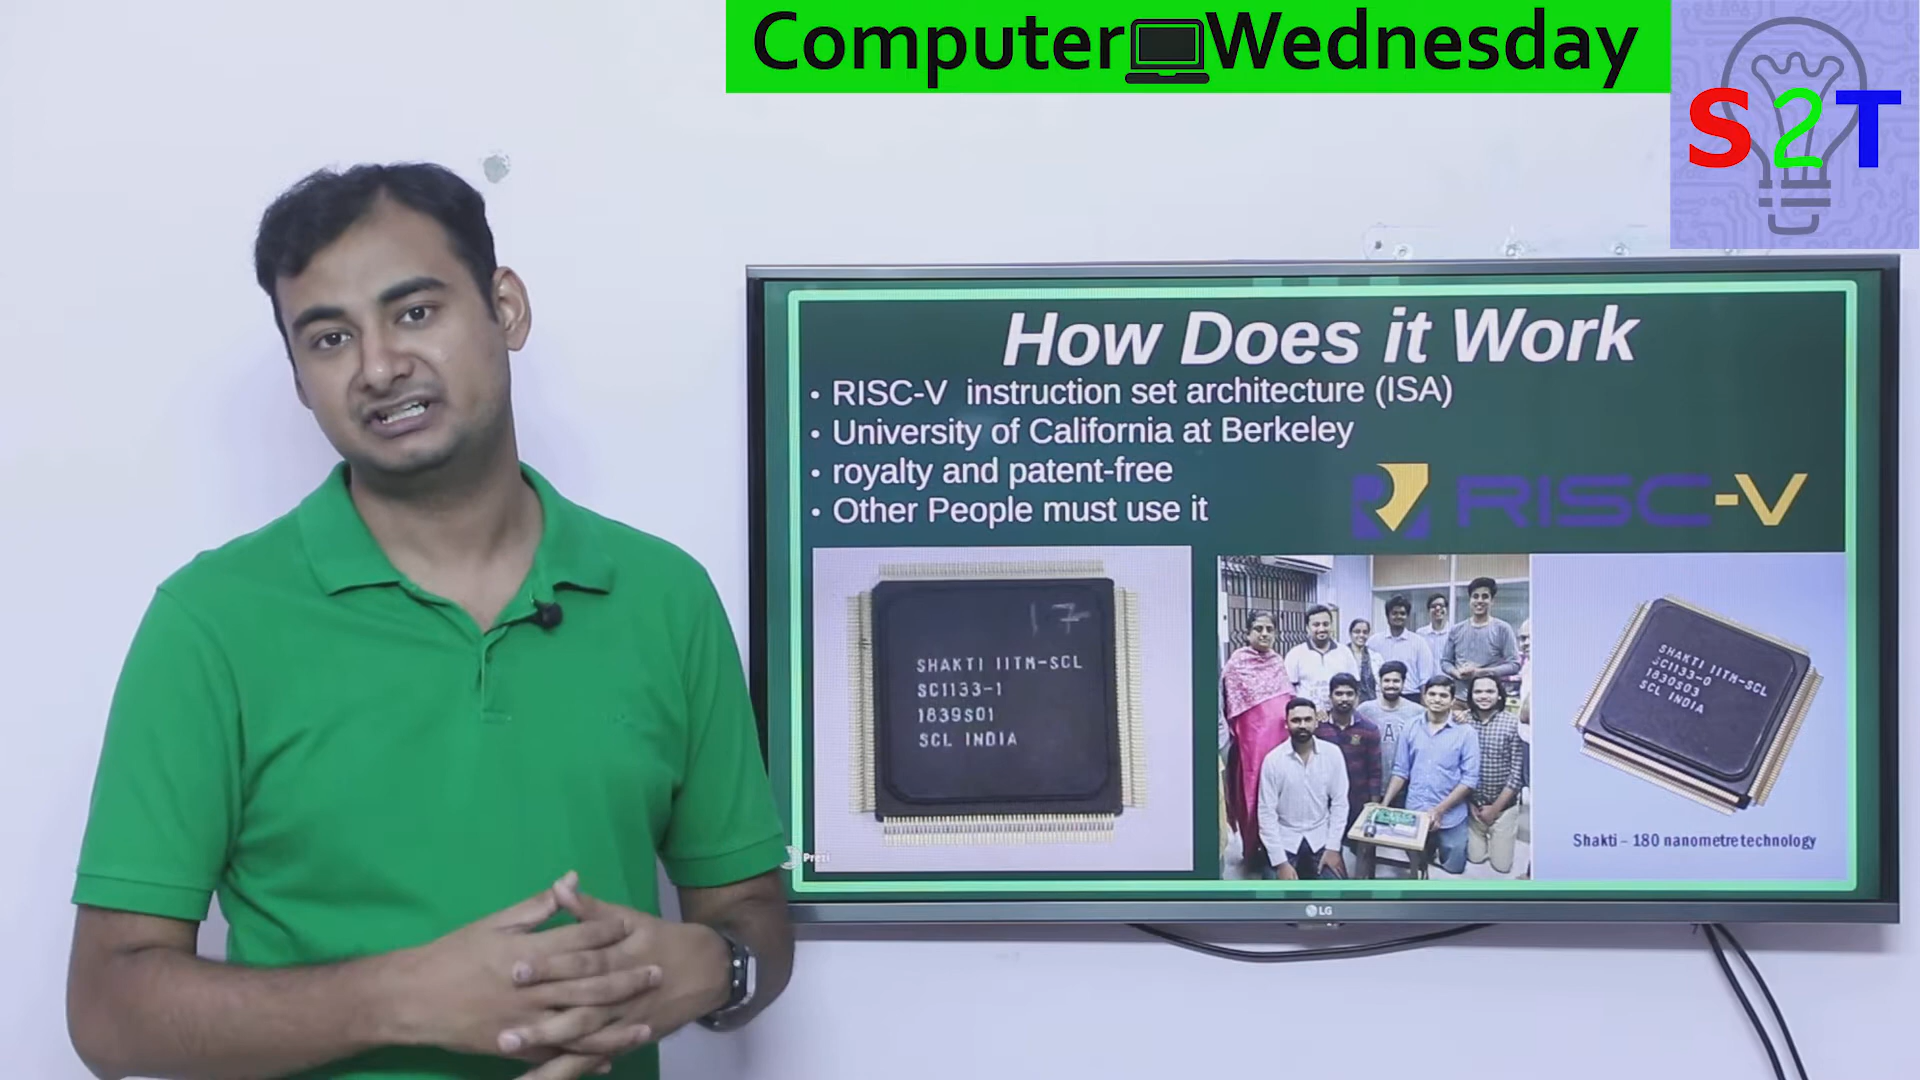 Computer Wednesday
S2T
How Does it Work
• RISC-V instruction set architecture (ISA)
• University of California at Berkeley
• royalty and patent-free
• Other People must use it
RISC-V
17
SHAKTI IITM-SCL
SC1133-1
1839S01
SCL INDIA
SHAKTI IITM-SCL
SC1133-0
1830S03
SCL INDIA
Shakti – 180 nanometre technology
Prezi
LG